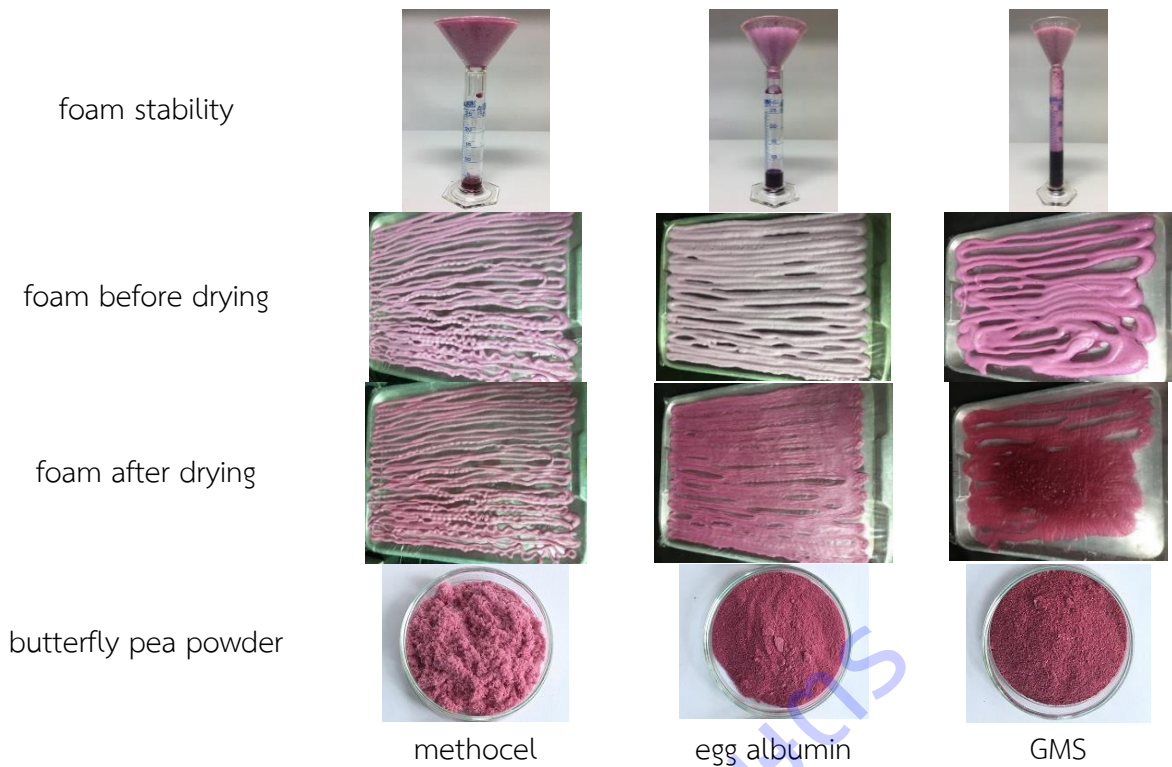 foam stability
foam before drying
foam after drying
butterfly pea powder
methocel
egg albumin
GMS